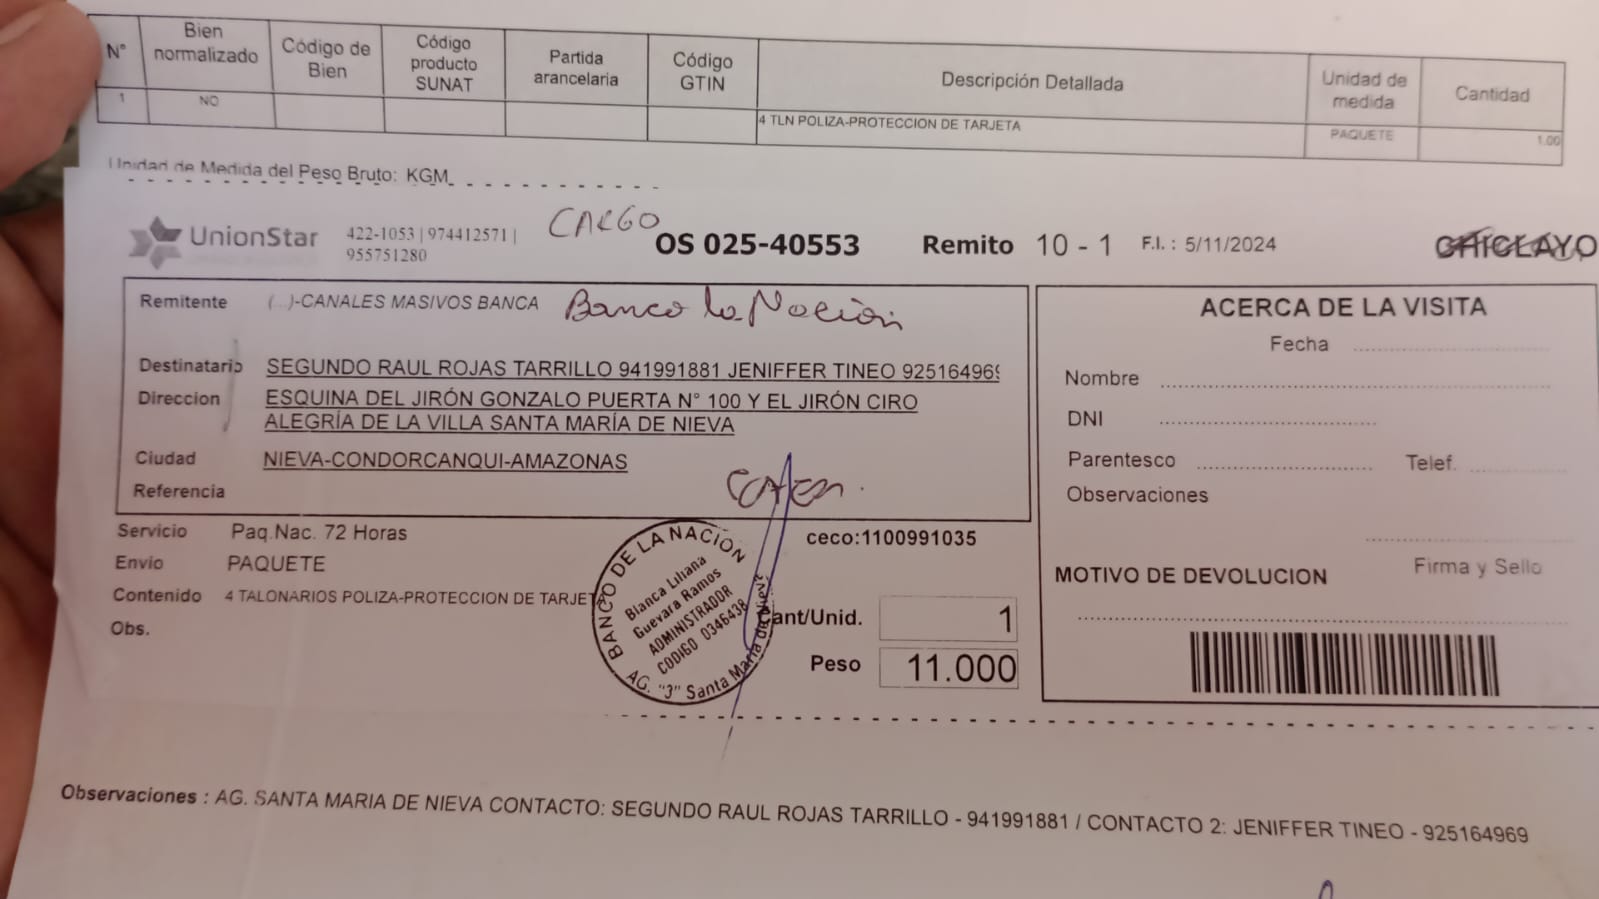 N° Bien normalizado Código de Bien Código producto SUNAT Partida arancelaria Código GTIN Descripción Detallada Unidad de medida Cantidad
1 NO 4 TLN POLIZA-PROTECCION DE TARJETA PAQUETE 1.00
Unidad de Medida del Peso Bruto: KGM
UnionStar 422-1053 | 974412571 |
955751280
CARGO
OS 025-40553 Remito 10 - 1 F.I. : 5/11/2024 CHICLAYO
Remitente (...)-CANALES MASIVOS BANCA Banco la Nación
Destinatario SEGUNDO RAUL ROJAS TARRILLO 941991881 JENIFFER TINEO 925164969
Direccion ESQUINA DEL JIRÓN GONZALO PUERTA N° 100 Y EL JIRÓN CIRO
ALEGRÍA DE LA VILLA SANTA MARÍA DE NIEVA
Ciudad NIEVA-CONDORCANQUI-AMAZONAS
Referencia
Servicio Paq.Nac. 72 Horas
Envio PAQUETE
Contenido 4 TALONARIOS POLIZA-PROTECCION DE TARJET
Obs.
ceco:1100991035
Cant/Unid. 1
Peso 11.000
BANCO DE LA NACIÓN
Blanca Liliana
Guevara Ramos
ADMINISTRADOR
CODIGO 0346438
AG. "3" Santa María de Nieva
ACERCA DE LA VISITA
Fecha
Nombre
DNI
Parentesco Telef.
Observaciones
Firma y Sello
MOTIVO DE DEVOLUCION
Observaciones : AG. SANTA MARIA DE NIEVA CONTACTO: SEGUNDO RAUL ROJAS TARRILLO - 941991881 / CONTACTO 2: JENIFFER TINEO - 925164969